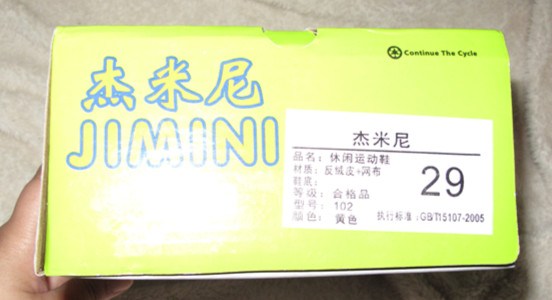 Continue The Cycle
杰米尼
JIMINI
杰米尼
品名：休闲运动鞋
材质：反绒皮+网布
鞋底：
29
等级：合格品
型号：102
颜色：黄色
执行标准：GB/T15107-2005